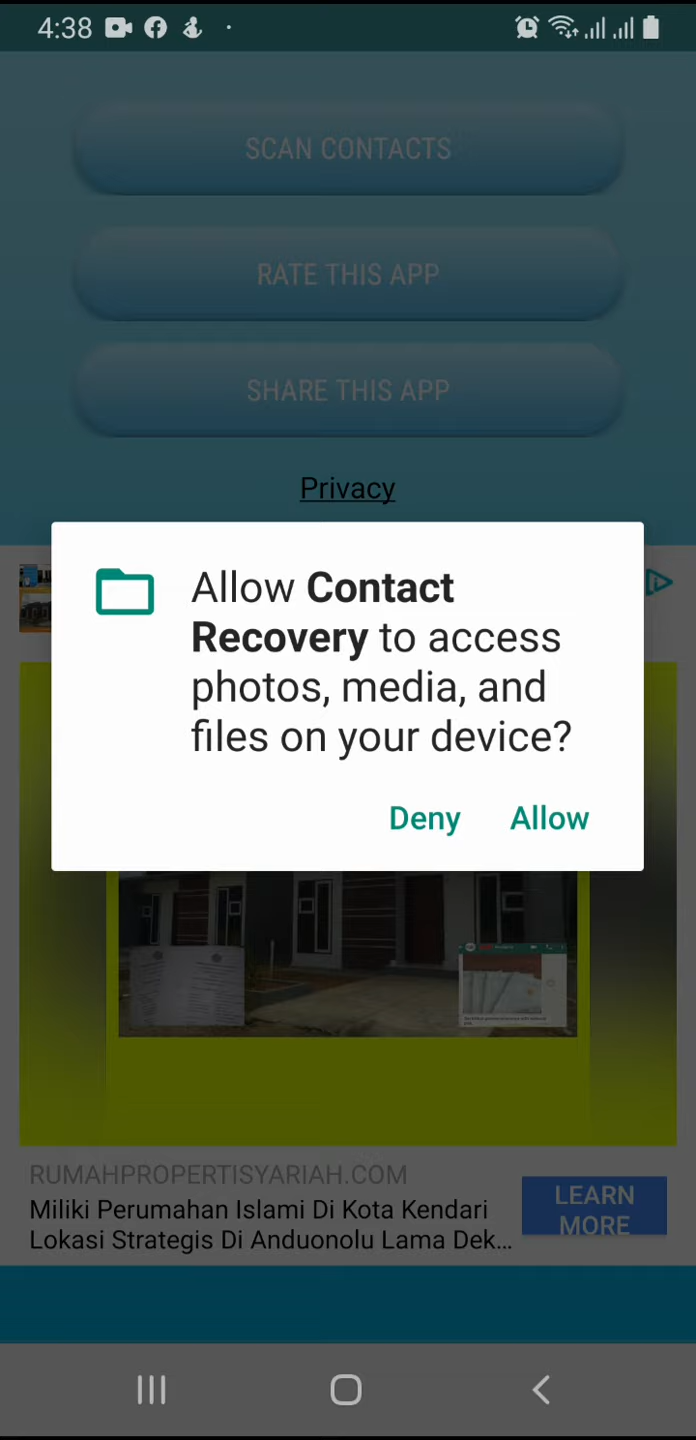 4:38
SCAN CONTACTS
RATE THIS APP
SHARE THIS APP
Privacy
Allow Contact
Recovery to access
photos, media, and
files on your device?
Deny Allow
RUMAHPROPERTISYARIAH.COM
Miliki Perumahan Islami Di Kota Kendari
Lokasi Strategis Di Anduonolu Lama Dek...
LEARN
MORE